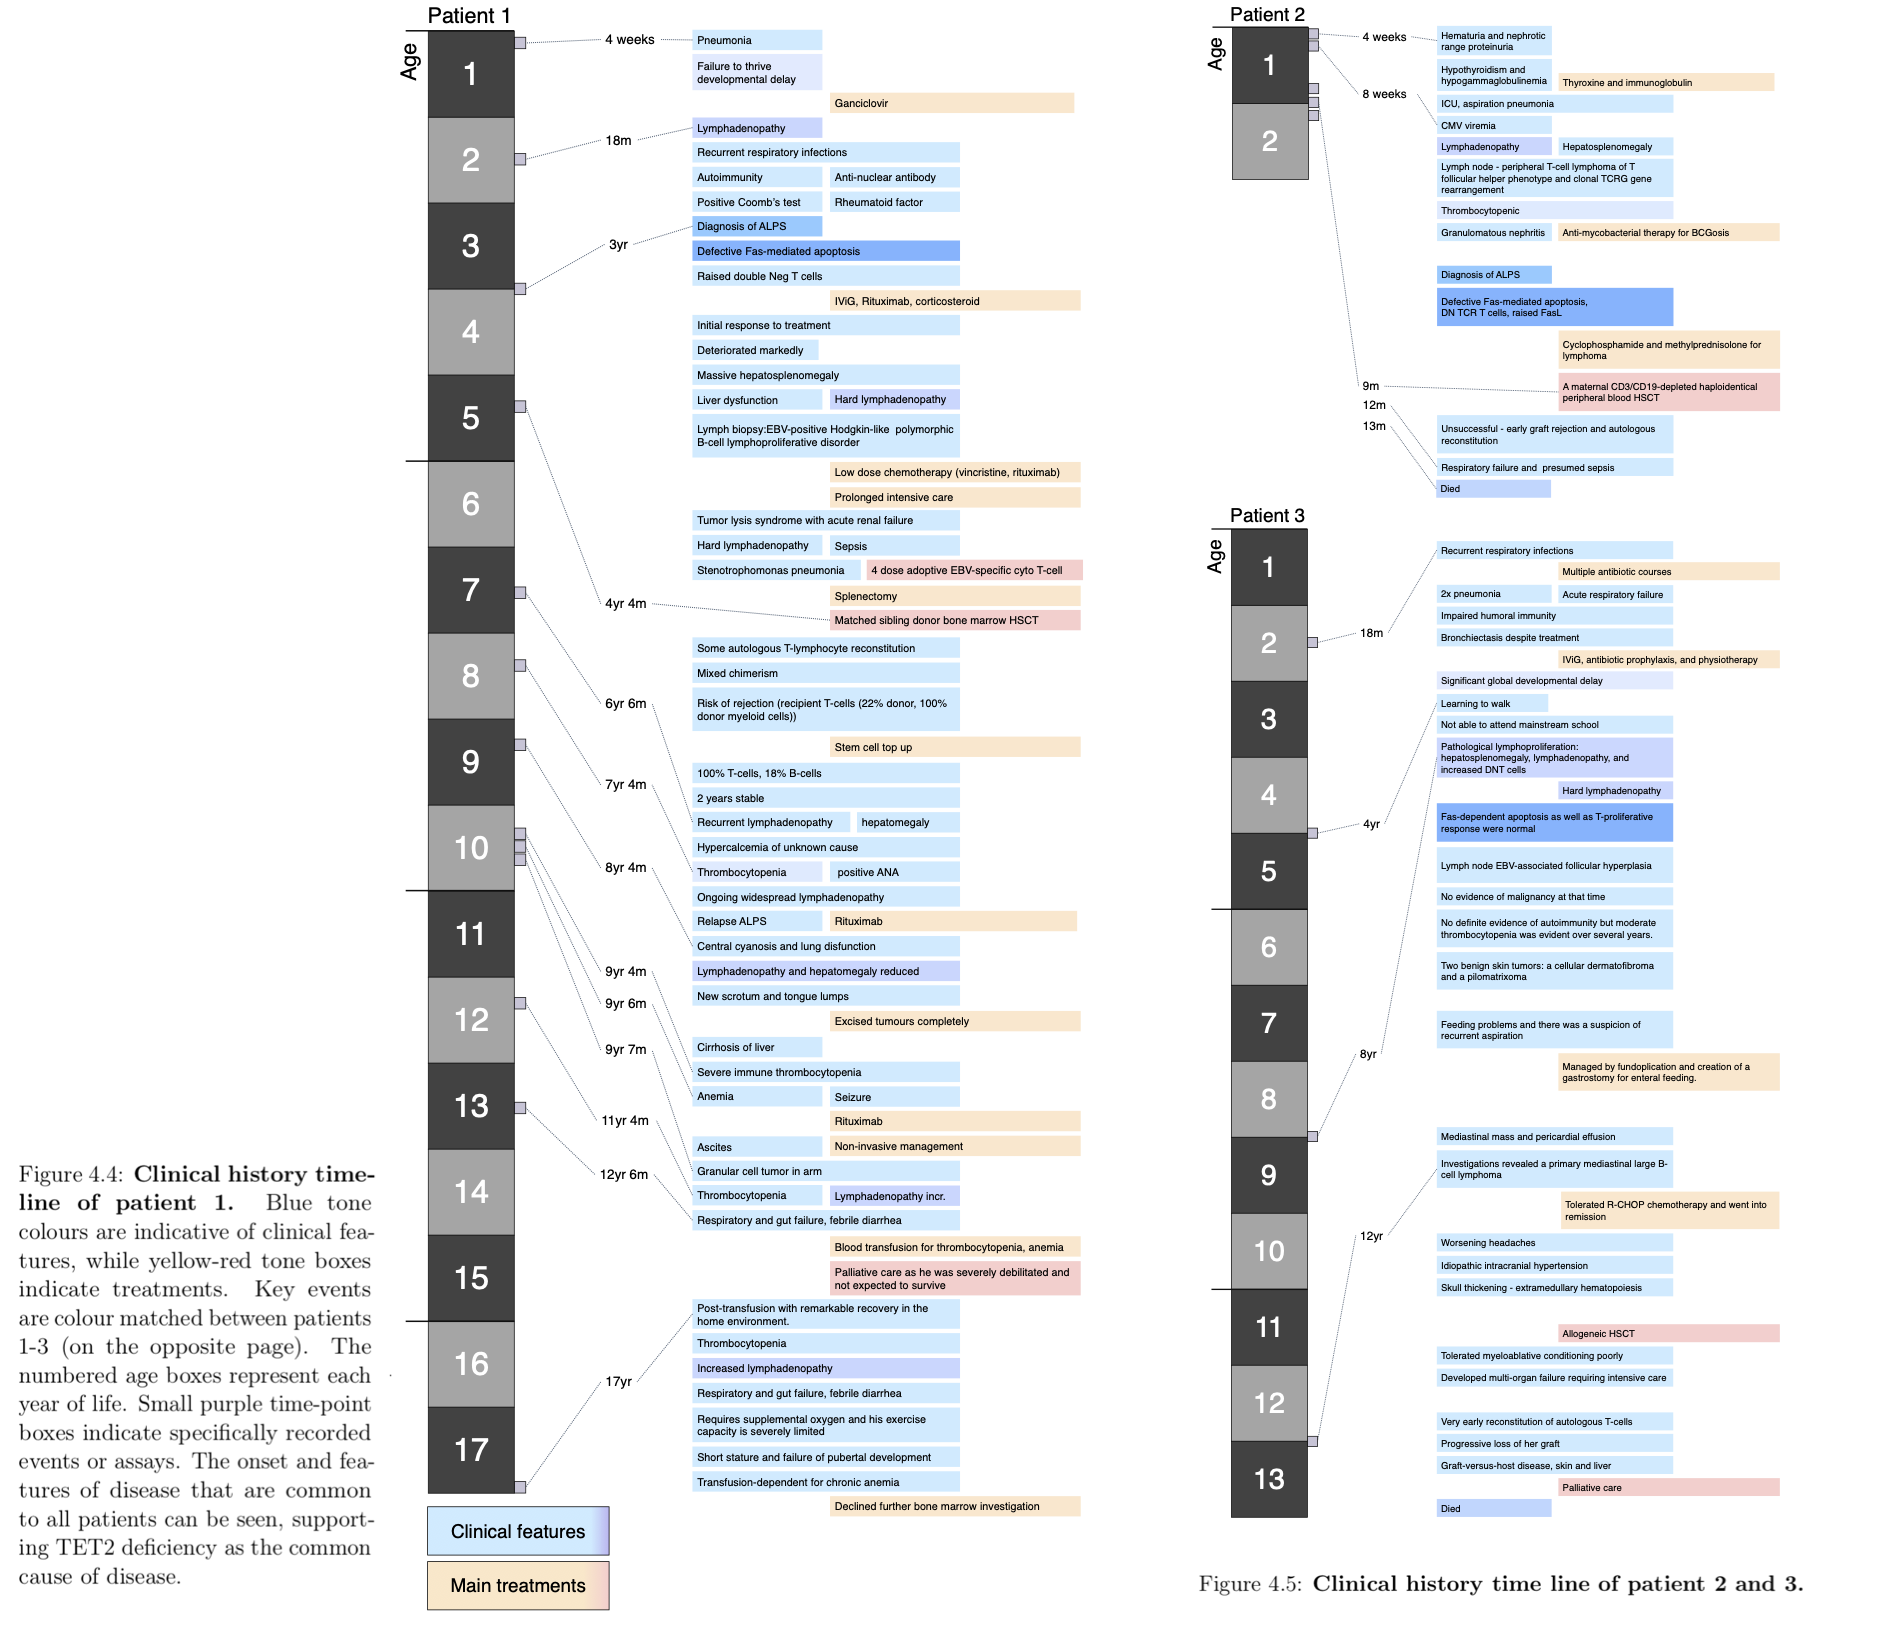 Patient 1
Age
1
2
3
4
5
6
7
8
9
10
11
12
13
14
15
16
17
4 weeks
18m
3yr
4yr 4m
6yr 6m
7yr 4m
8yr 4m
9yr 4m
9yr 6m
9yr 7m
11yr 4m
12yr 6m
17yr
Pneumonia
Failure to thrive
developmental delay
Ganciclovir
Lymphadenopathy
Recurrent respiratory infections
Autoimmunity
Anti-nuclear antibody
Positive Coomb's test
Rheumatoid factor
Diagnosis of ALPS
Defective Fas-mediated apoptosis
Raised double Neg T cells
IViG, Rituximab, corticosteroid
Initial response to treatment
Deteriorated markedly
Massive hepatosplenomegaly
Liver dysfunction
Hard lymphadenopathy
Lymph biopsy:EBV-positive Hodgkin-like polymorphic
B-cell lymphoproliferative disorder
Low dose chemotherapy (vincristine, rituximab)
Prolonged intensive care
Tumor lysis syndrome with acute renal failure
Hard lymphadenopathy
Sepsis
Stenotrophomonas pneumonia
4 dose adoptive EBV-specific cyto T-cell
Splenectomy
Matched sibling donor bone marrow HSCT
Some autologous T-lymphocyte reconstitution
Mixed chimerism
Risk of rejection (recipient T-cells (22% donor, 100%
donor myeloid cells))
Stem cell top up
100% T-cells, 18% B-cells
2 years stable
Recurrent lymphadenopathy
hepatomegaly
Hypercalcemia of unknown cause
Thrombocytopenia
positive ANA
Ongoing widespread lymphadenopathy
Relapse ALPS
Rituximab
Central cyanosis and lung disfunction
Lymphadenopathy and hepatomegaly reduced
New scrotum and tongue lumps
Excised tumours completely
Cirrhosis of liver
Severe immune thrombocytopenia
Anemia
Seizure
Rituximab
Ascites
Non-invasive management
Granular cell tumor in arm
Thrombocytopenia
Lymphadenopathy incr.
Respiratory and gut failure, febrile diarrhea
Blood transfusion for thrombocytopenia, anemia
Palliative care as he was severely debilitated and
not expected to survive
Post-transfusion with remarkable recovery in the
home environment.
Thrombocytopenia
Increased lymphadenopathy
Respiratory and gut failure, febrile diarrhea
Requires supplemental oxygen and his exercise
capacity is severely limited
Short stature and failure of pubertal development
Transfusion-dependent for chronic anemia
Declined further bone marrow investigation
Clinical features
Main treatments
Figure 4.4: Clinical history time-
line of patient 1. Blue tone
colours are indicative of clinical fea-
tures, while yellow-red tone boxes
indicate treatments. Key events
are colour matched between patients
1-3 (on the opposite page). The
numbered age boxes represent each
year of life. Small purple time-point
boxes indicate specifically recorded
events or assays. The onset and fea-
tures of disease that are common
to all patients can be seen, support-
ing TET2 deficiency as the common
cause of disease.
Patient 2
Age
1
2
4 weeks
8 weeks
9m
12m
13m
Hematuria and nephrotic
range proteinuria
Hypothyroidism and
hypogammaglobulinemia
Thyroxine and immunoglobulin
ICU, aspiration pneumonia
CMV viremia
Lymphadenopathy
Hepatosplenomegaly
Lymph node - peripheral T-cell lymphoma of T
follicular helper phenotype and clonal TCRG gene
rearrangement
Thrombocytopenic
Granulomatous nephritis
Anti-mycobacterial therapy for BCGosis
Diagnosis of ALPS
Defective Fas-mediated apoptosis,
DN TCR T cells, raised FasL
Cyclophosphamide and methylprednisolone for
lymphoma
A maternal CD3/CD19-depleted haploidentical
peripheral blood HSCT
Unsuccessful - early graft rejection and autologous
reconstitution
Respiratory failure and presumed sepsis
Died
Patient 3
Age
1
2
3
4
5
6
7
8
9
10
11
12
13
18m
4yr
8yr
12yr
Recurrent respiratory infections
Multiple antibiotic courses
2x pneumonia
Acute respiratory failure
Impaired humoral immunity
Bronchiectasis despite treatment
IViG, antibiotic prophylaxis, and physiotherapy
Significant global developmental delay
Learning to walk
Not able to attend mainstream school
Pathological lymphoproliferation:
hepatosplenomegaly, lymphadenopathy, and
increased DNT cells
Hard lymphadenopathy
Fas-dependent apoptosis as well as T-proliferative
response were normal
Lymph node EBV-associated follicular hyperplasia
No evidence of malignancy at that time
No definite evidence of autoimmunity but moderate
thrombocytopenia was evident over several years.
Two benign skin tumors: a cellular dermatofibroma
and a pilomatrixoma
Feeding problems and there was a suspicion of
recurrent aspiration
Managed by fundoplication and creation of a
gastrostomy for enteral feeding.
Mediastinal mass and pericardial effusion
Investigations revealed a primary mediastinal large B-
cell lymphoma
Tolerated R-CHOP chemotherapy and went into
remission
Worsening headaches
Idiopathic intracranial hypertension
Skull thickening - extramedullary hematopoiesis
Allogeneic HSCT
Tolerated myeloablative conditioning poorly
Developed multi-organ failure requiring intensive care
Very early reconstitution of autologous T-cells
Progressive loss of her graft
Graft-versus-host disease, skin and liver
Palliative care
Died
Figure 4.5: Clinical history time line of patient 2 and 3.